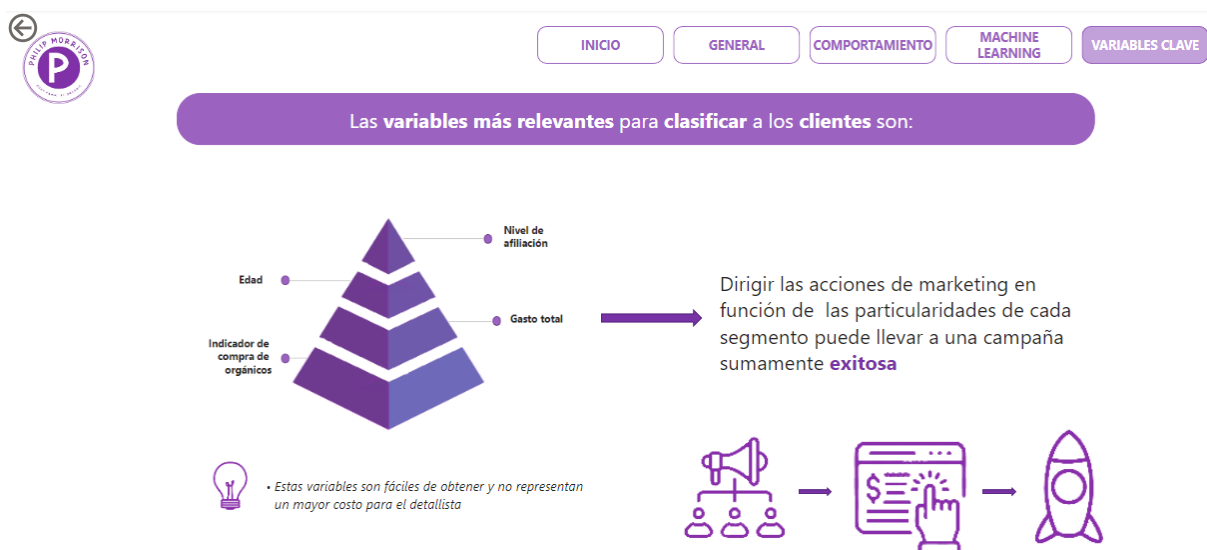 PHILIP MORRISON
P
INICIO
GENERAL
COMPORTAMIENTO
MACHINE
LEARNING
VARIABLES CLAVE
Las variables más relevantes para clasificar a los clientes son:
Nivel de
afiliación
Edad
Gasto total
Indicador de
compra de
orgánicos
Dirigir las acciones de marketing en
función de las particularidades de cada
segmento puede llevar a una campaña
sumamente exitosa
$
• Estas variables son fáciles de obtener y no representan
un mayor costo para el detallista